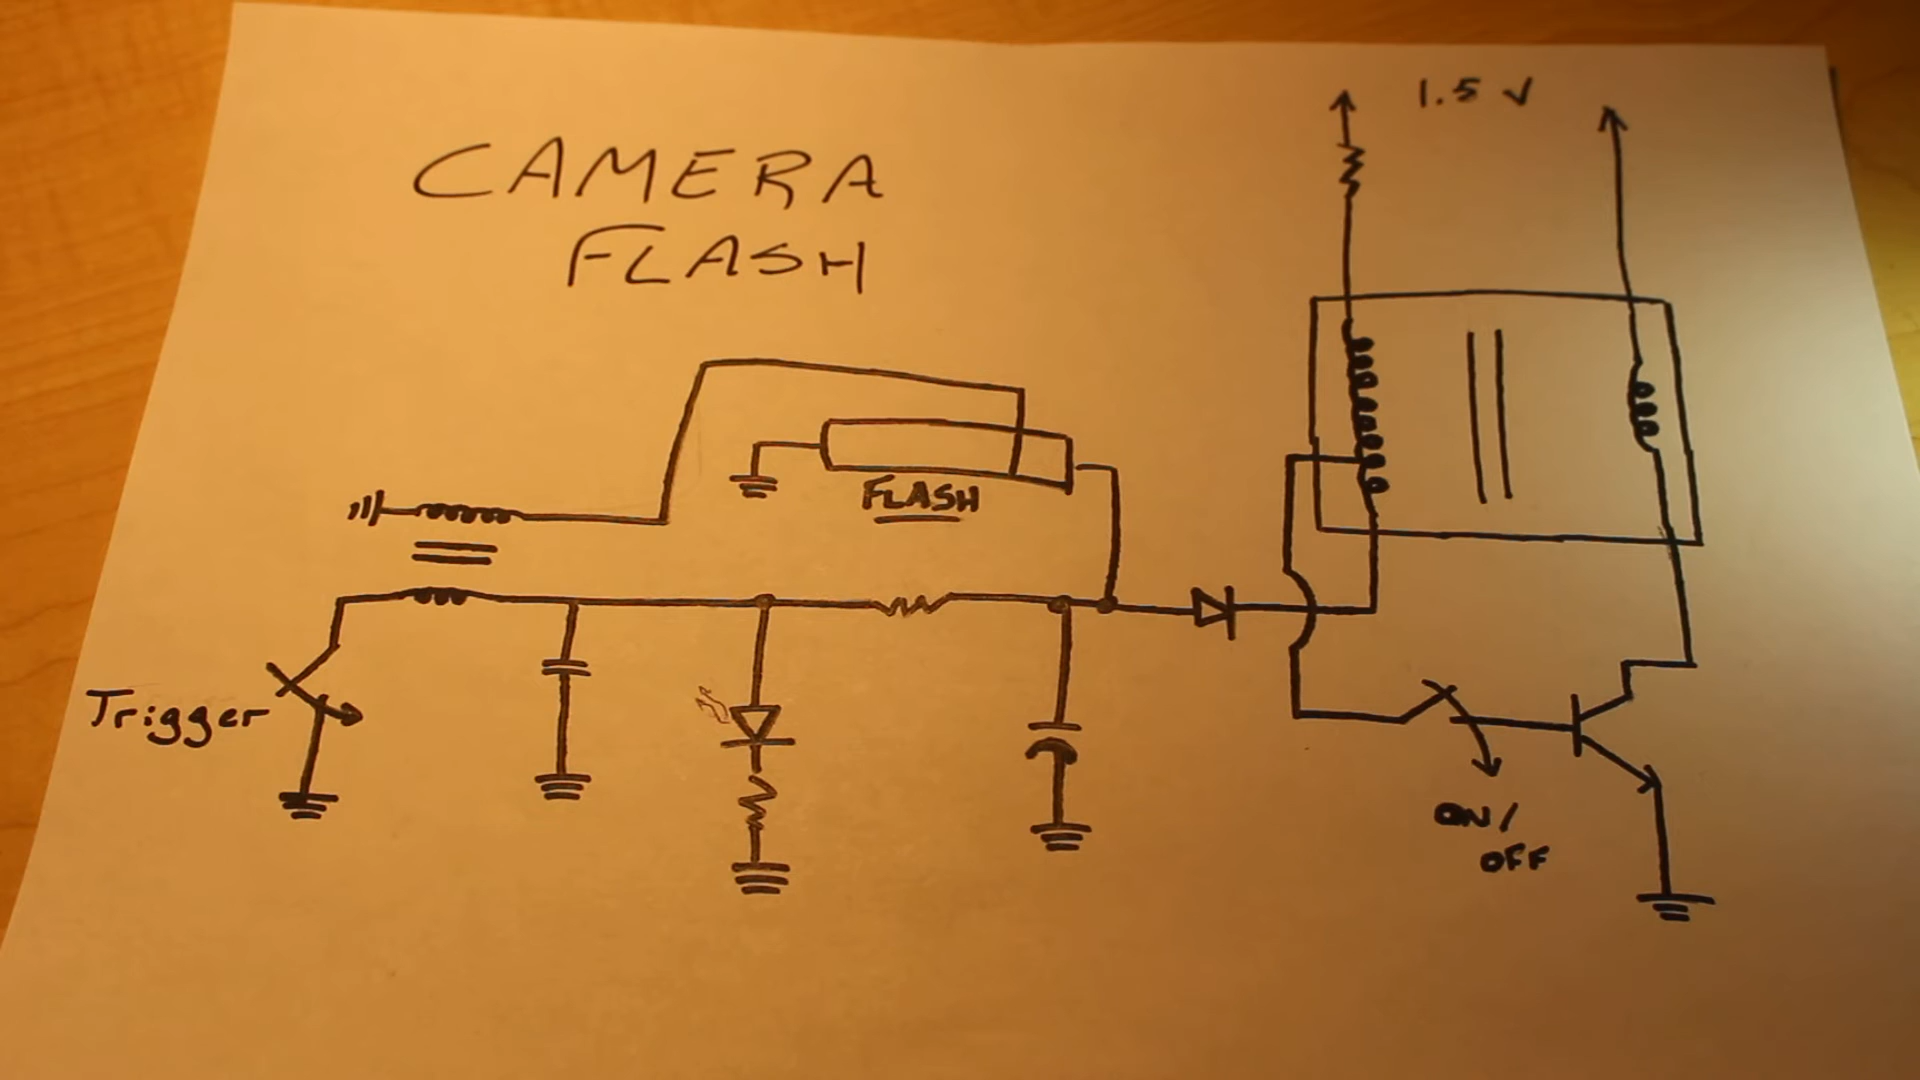 CAMERA
FLASH
1.5 V
FLASH
Trigger
ON/
OFF